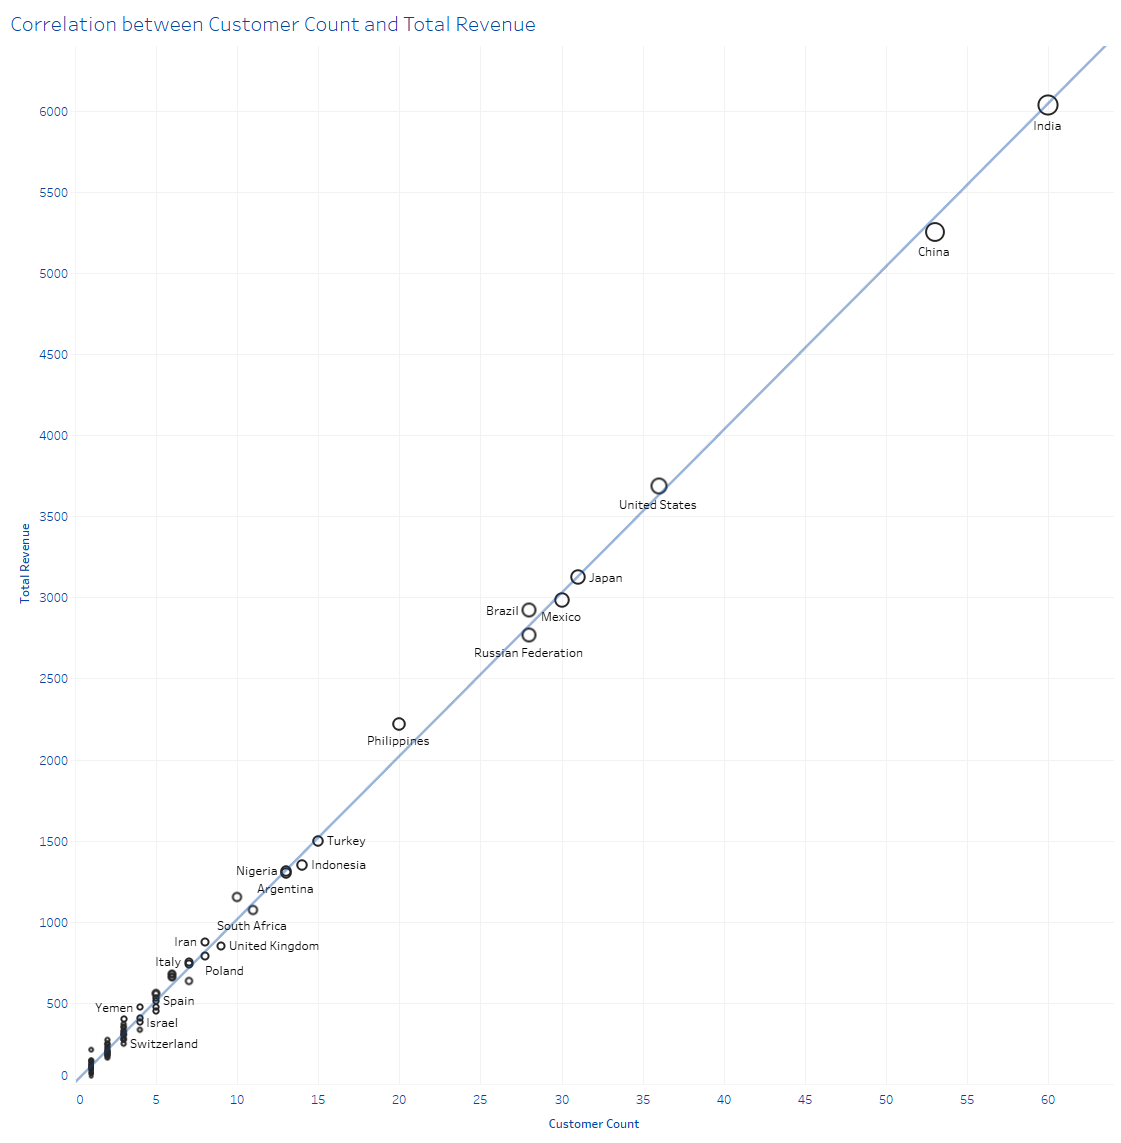 Correlation between Customer Count and Total Revenue
6000
India
5500
China
5000
4500
4000
3500
United States
Total Revenue
3000
Japan
Brazil
Mexico
Russian Federation
2500
2000
Philippines
1500
Turkey
Nigeria
Indonesia
Argentina
1000
South Africa
Iran
United Kingdom
Italy
Poland
500
Yemen
Spain
Israel
Switzerland
0
0 5 10 15 20 25 30 35 40 45 50 55 60
Customer Count